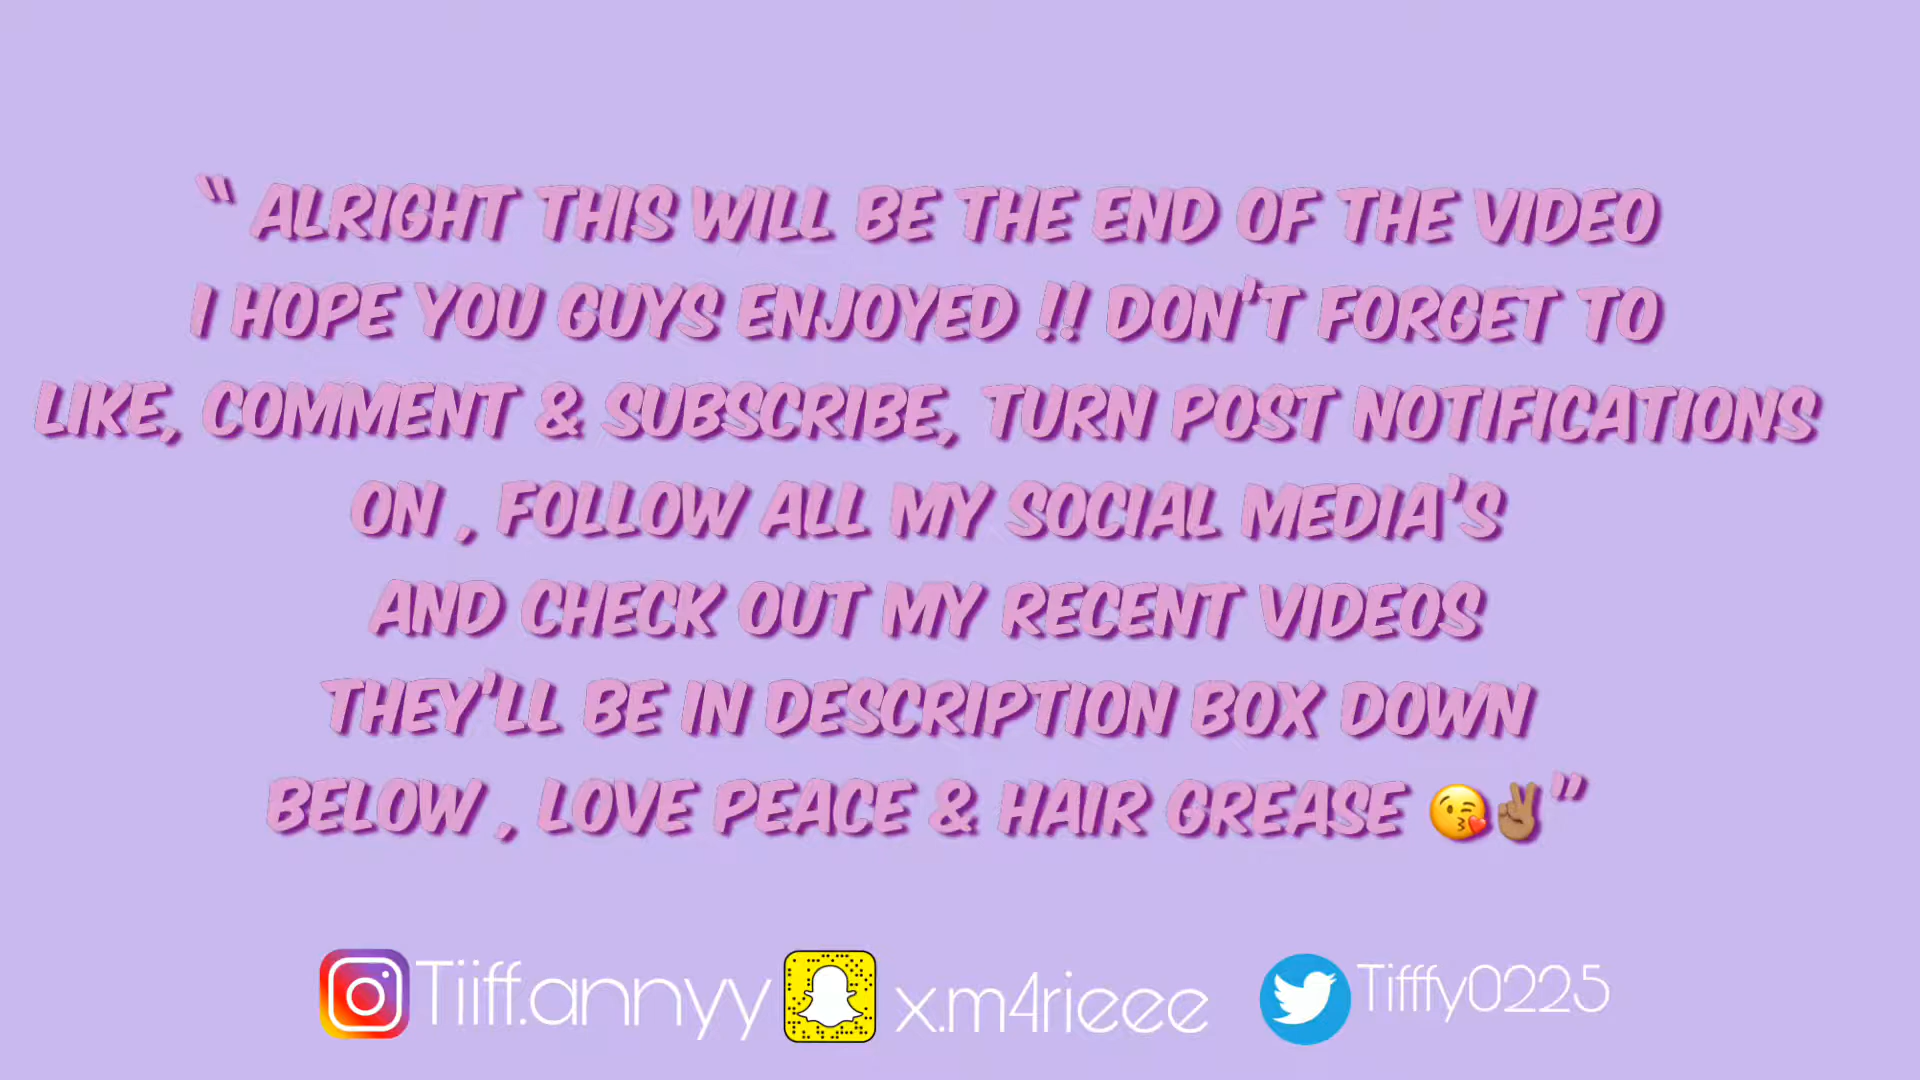 “ ALRIGHT THIS WILL BE THE END OF THE VIDEO
I HOPE YOU GUYS ENJOYED !! DON'T FORGET TO
LIKE, COMMENT & SUBSCRIBE, TURN POST NOTIFICATIONS
ON , FOLLOW ALL MY SOCIAL MEDIA'S
AND CHECK OUT MY RECENT VIDEOS
THEY'LL BE IN DESCRIPTION BOX DOWN
BELOW , LOVE PEACE & HAIR GREASE 😘✌🏽”
Tiiff.annyy x.m4rieee Tifffy0225